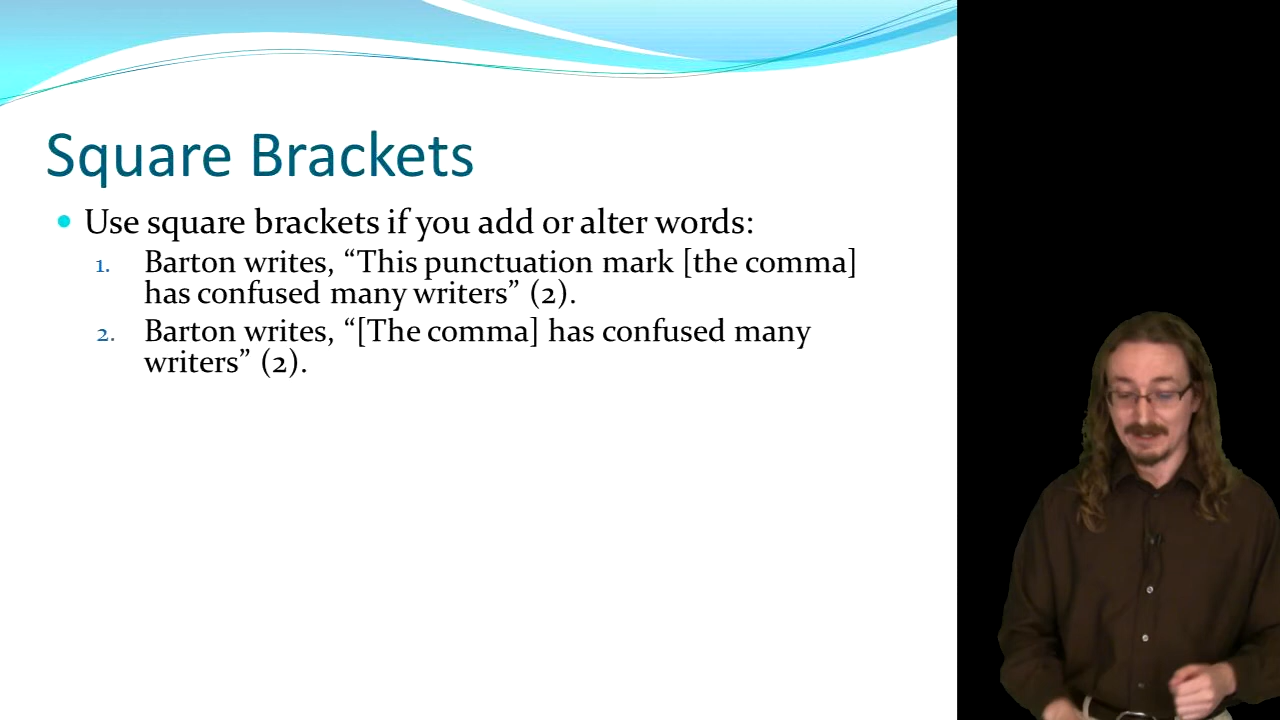 Square Brackets
• Use square brackets if you add or alter words:
1. Barton writes, “This punctuation mark [the comma]
has confused many writers” (2).
2. Barton writes, “[The comma] has confused many
writers” (2).